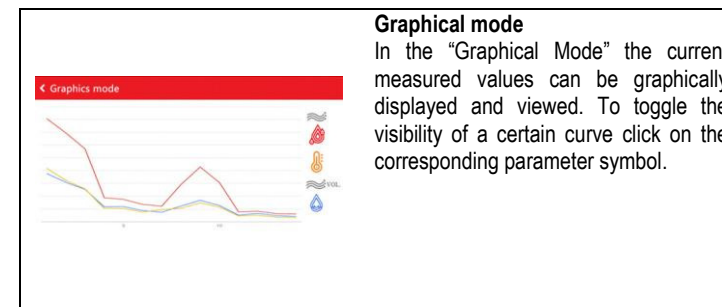 Graphical mode
In the “Graphical Mode” the curren
measured values can be graphically
displayed and viewed. To toggle the
visibility of a certain curve click on the
corresponding parameter symbol.
Graphics mode
VOL.